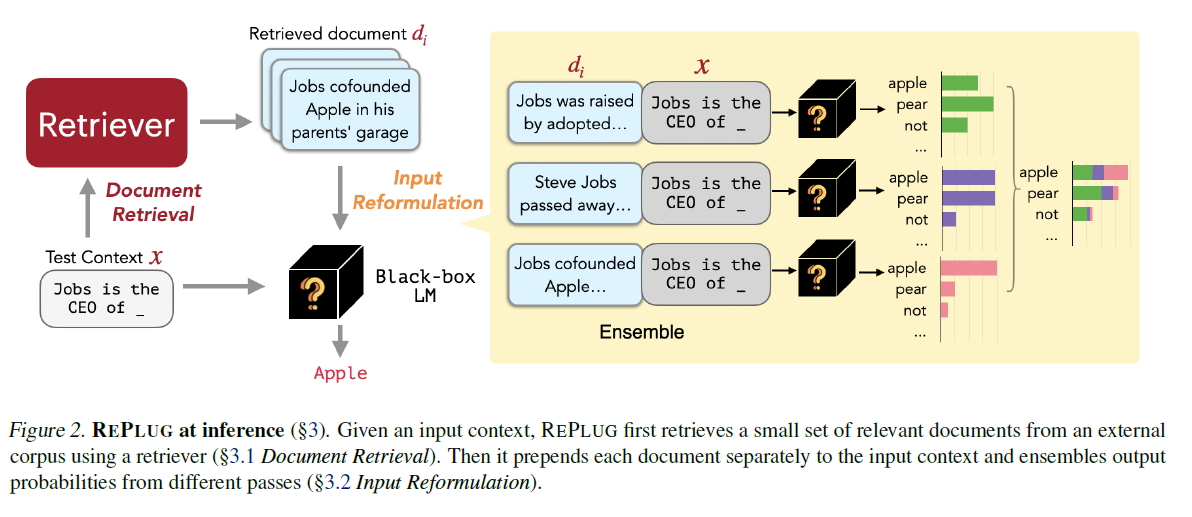 Retrieved document di
Jobs cofounded
Apple in his
parents' garage
Retriever
Document
Retrieval
Input
Reformulation
Test Context x
Jobs is the
CEO of _
?
Black-box
LM
Apple
di
x
Jobs was raised
by adopted...
Jobs is the
CEO of _
?
apple
pear
not
...
Steve Jobs
passed away...
Jobs is the
CEO of _
?
apple
pear
not
...
Jobs cofounded
Apple...
Jobs is the
CEO of _
?
apple
pear
not
...
apple
pear
not
...
Ensemble
Figure 2. REPLUG at inference (§3). Given an input context, REPLUG first retrieves a small set of relevant documents from an external
corpus using a retriever (§3.1 Document Retrieval). Then it prepends each document separately to the input context and ensembles output
probabilities from different passes (§3.2 Input Reformulation).